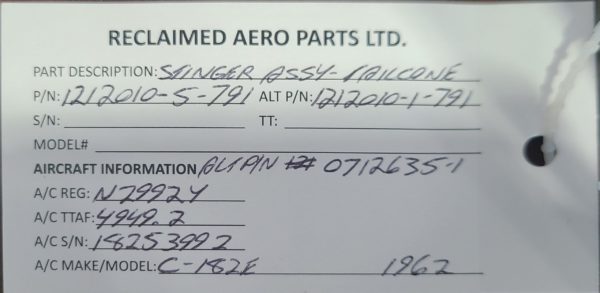 RECLAIMED AERO PARTS LTD.
PART DESCRIPTION: STINGER ASSY-TAILCONE
P/N: 1212010-5-791 ALT P/N: 1212010-1-791
S/N: TT:
MODEL#
AIRCRAFT INFORMATION ALT P/N 0712635-1
A/C REG: N2992Y
A/C TTAF: 4949.2
A/C S/N: 18253992
A/C MAKE/MODEL: C-182E 1962